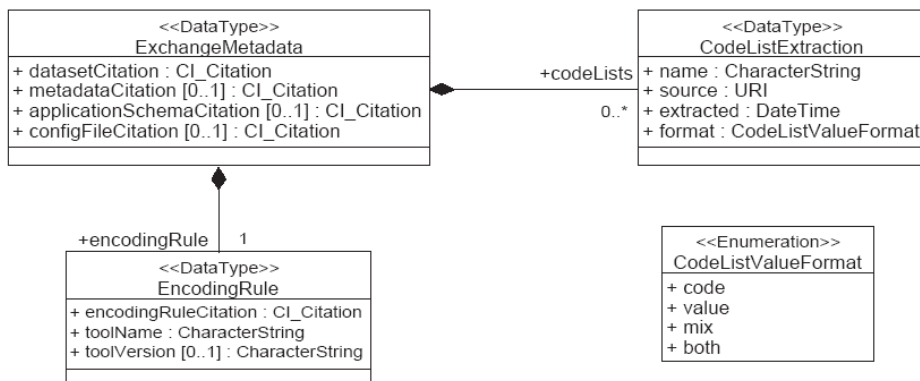 <<DataType>>
ExchangeMetadata
+ datasetCitation : CI_Citation
+ metadataCitation [0..1] : CI_Citation
+ applicationSchemaCitation [0..1] : CI_Citation
+ configFileCitation [0..1] : CI_Citation
+codeLists
0..*
<<DataType>>
CodeListExtraction
+ name : CharacterString
+ source : URI
+ extracted : DateTime
+ format : CodeListValueFormat
+encodingRule
1
<<DataType>>
EncodingRule
+ encodingRuleCitation : CI_Citation
+ toolName : CharacterString
+ toolVersion [0..1] : CharacterString
<<Enumeration>>
CodeListValueFormat
+ code
+ value
+ mix
+ both